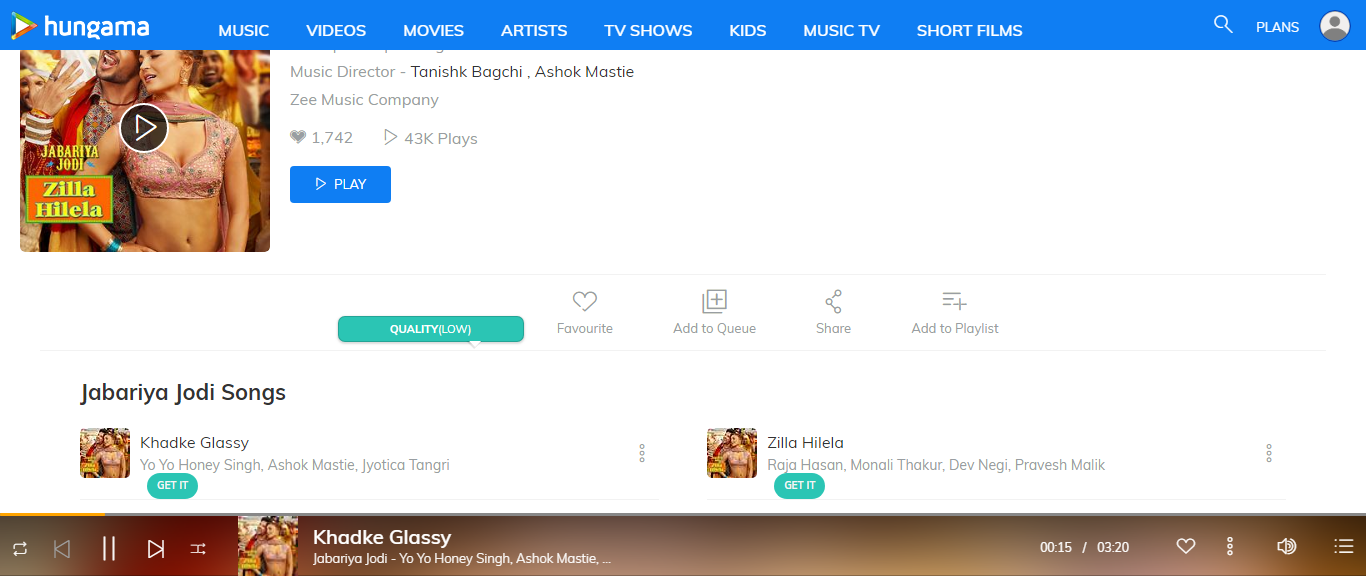 hungama
MUSIC
VIDEOS
MOVIES
ARTISTS
TV SHOWS
KIDS
MUSIC TV
SHORT FILMS
PLANS
Music Director - Tanishk Bagchi , Ashok Mastie
Zee Music Company
1,742
43K Plays
PLAY
JABARIYA
JODI
Zilla
Hilela
QUALITY(LOW)
Favourite
Add to Queue
Share
Add to Playlist
Jabariya Jodi Songs
Khadke Glassy
Yo Yo Honey Singh, Ashok Mastie, Jyotica Tangri
GET IT
Zilla Hilela
Raja Hasan, Monali Thakur, Dev Negi, Pravesh Malik
GET IT
Khadke Glassy
Jabariya Jodi - Yo Yo Honey Singh, Ashok Mastie, ...
00:15 / 03:20